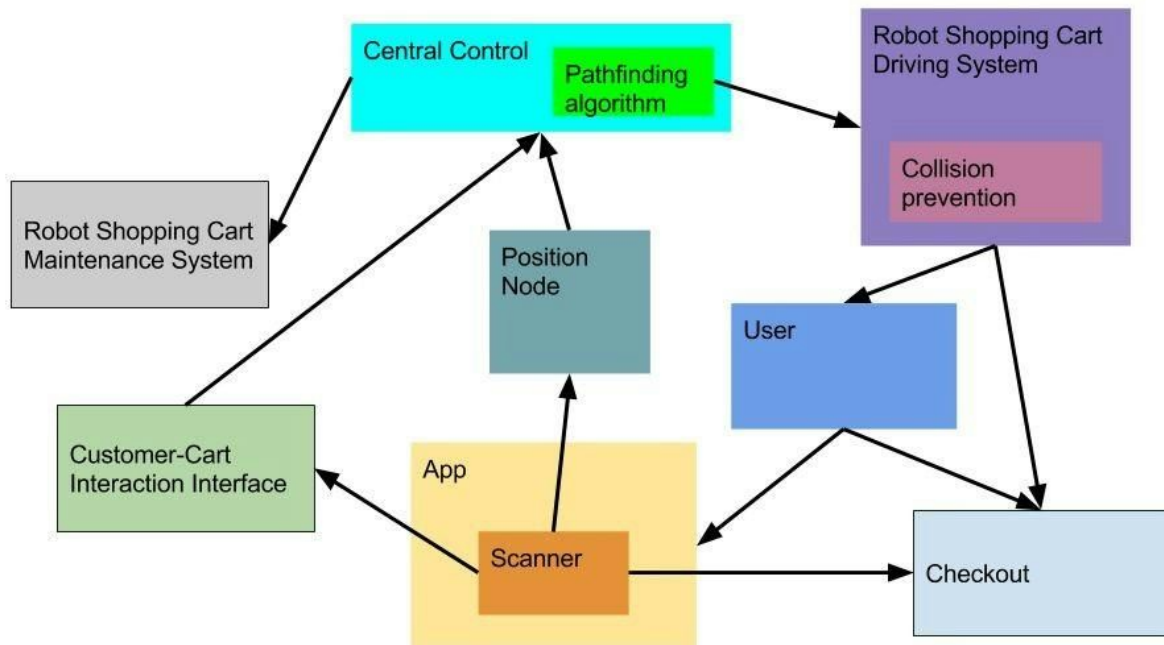 Central Control
Pathfinding
algorithm
Robot Shopping Cart
Driving System
Collision
prevention
Robot Shopping Cart
Maintenance System
Position
Node
User
Customer-Cart
Interaction Interface
App
Scanner
Checkout